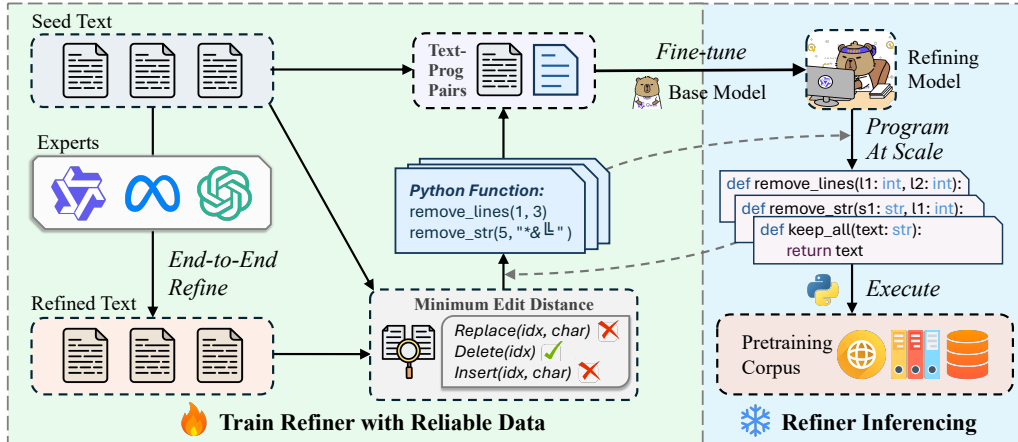 Seed Text
Experts
End-to-End
Refine
Refined Text
Text-
Prog
Pairs
Python Function:
remove_lines(1, 3)
remove_str(5, "*&╚")
Minimum Edit Distance
Replace(idx, char)
Delete(idx)
Insert(idx, char)
Fine-tune
Base Model
Train Refiner with Reliable Data
Refining
Model
Program
At Scale
def remove_lines(l1: int, l2: int):
def remove_str(s1: str, l1: int):
def keep_all(text: str):
return text
Execute
Pretraining
Corpus
Refiner Inferencing